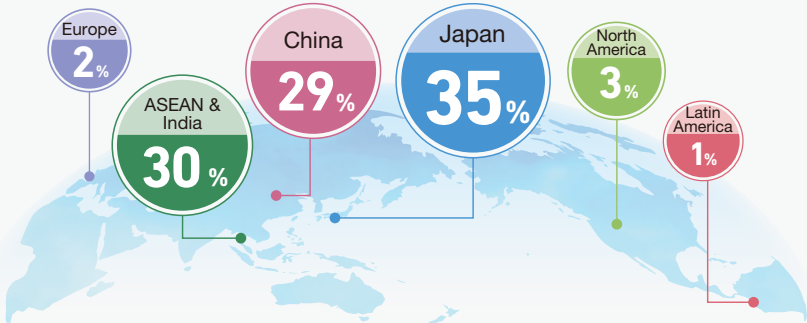 Europe
2%
ASEAN &
India
30%
China
29%
Japan
35%
North
America
3%
Latin
America
1%